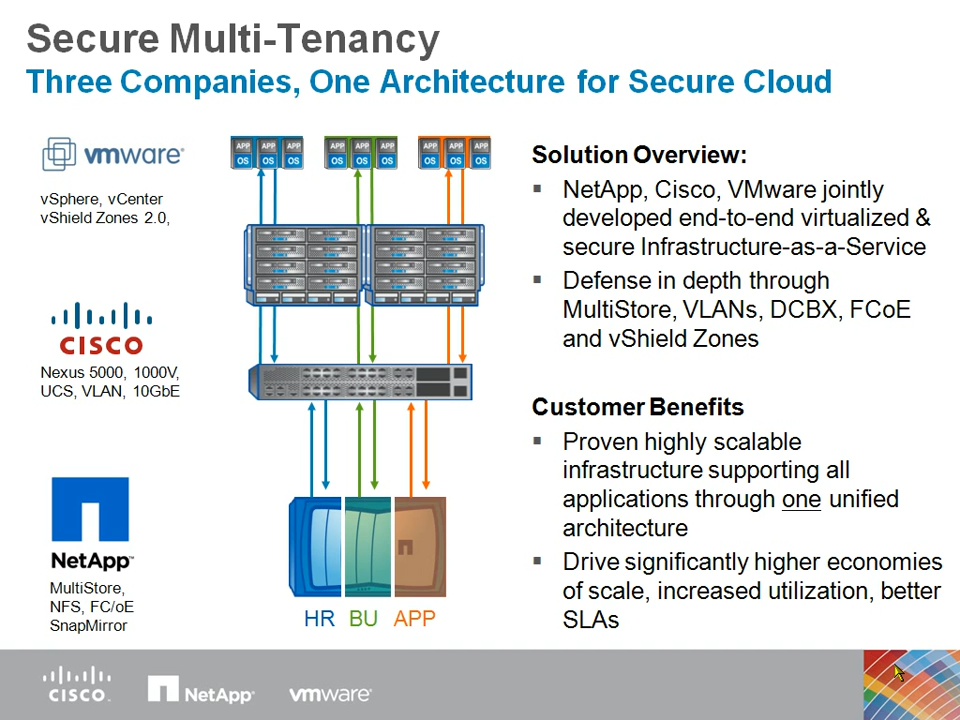 Secure Multi-Tenancy
Three Companies, One Architecture for Secure Cloud
vmware®
vSphere, vCenter
vShield Zones 2.0,
CISCO
Nexus 5000, 1000V,
UCS, VLAN, 10GbE
NetApp™
MultiStore,
NFS, FC/oE
SnapMirror
APP APP APP APP APP APP APP APP APP
OS OS OS OS OS OS OS OS OS
HR BU APP
Solution Overview:
▪ NetApp, Cisco, VMware jointly
developed end-to-end virtualized &
secure Infrastructure-as-a-Service
▪ Defense in depth through
MultiStore, VLANs, DCBX, FCoE
and vShield Zones
Customer Benefits
▪ Proven highly scalable
infrastructure supporting all
applications through one unified
architecture
▪ Drive significantly higher economies
of scale, increased utilization, better
SLAs
CISCO. NetApp® vmware®